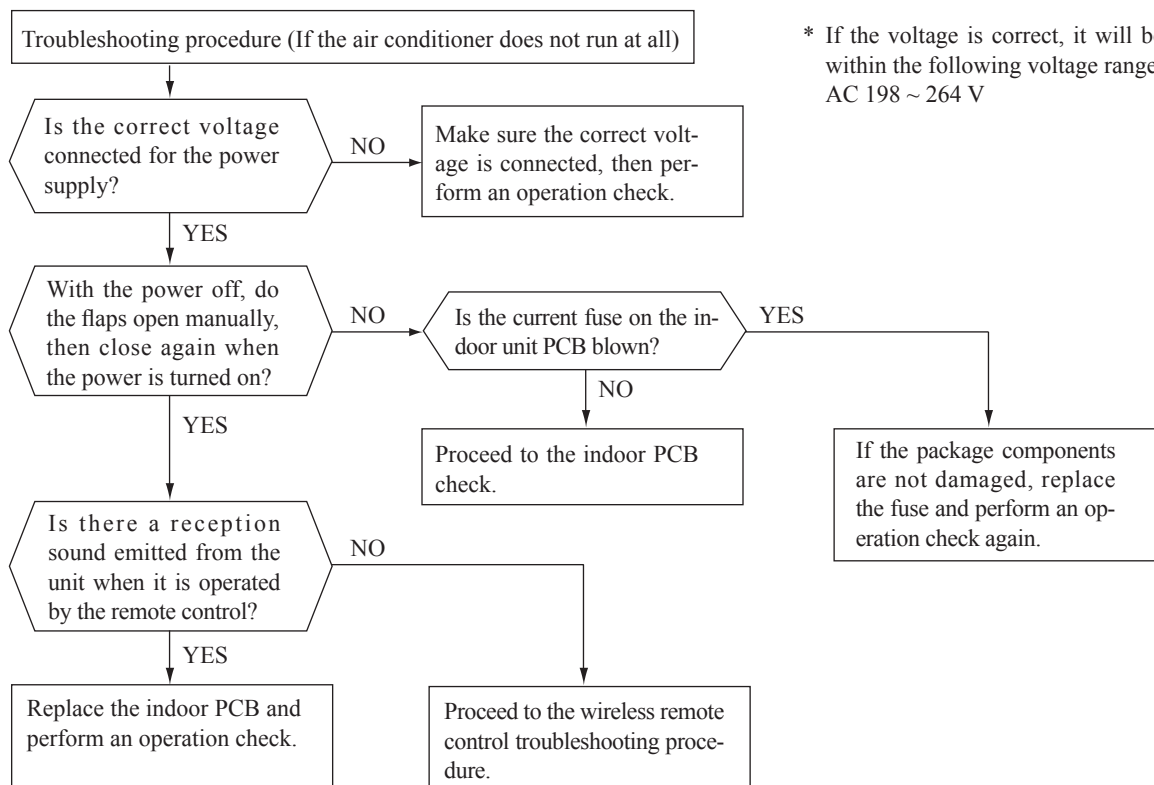 Troubleshooting procedure (If the air conditioner does not run at all)
* If the voltage is correct, it will be
within the following voltage range
AC 198 ~ 264 V
Is the correct voltage
connected for the power
supply?
NO
Make sure the correct volt-
age is connected, then per-
form an operation check.
YES
With the power off, do
the flaps open manually,
then close again when
the power is turned on?
NO
Is the current fuse on the in-
door unit PCB blown?
YES
NO
YES
Proceed to the indoor PCB
check.
If the package components
are not damaged, replace
the fuse and perform an op-
eration check again.
Is there a reception
sound emitted from the
unit when it is operated
by the remote control?
NO
YES
Replace the indoor PCB and
perform an operation check.
Proceed to the wireless remote
control troubleshooting proce-
dure.